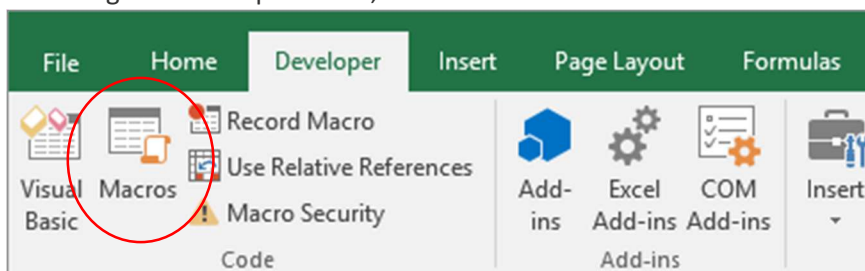 File Home Developer Insert Page Layout Formulas
Record Macro
Use Relative References
Macro Security
Visual Basic
Macros
Code
Add-ins
Excel Add-ins
COM Add-ins
Add-ins
Insert